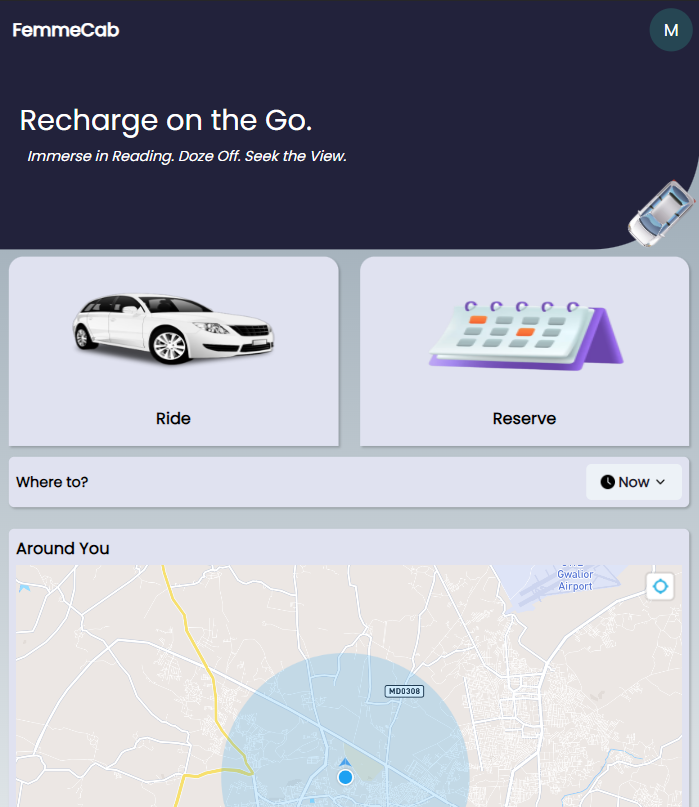 FemmeCab
M
Recharge on the Go.
Immerse in Reading. Doze Off. Seek the View.
Ride
Reserve
Where to?
Now
Around You
Gwalior
Airport
MD0308